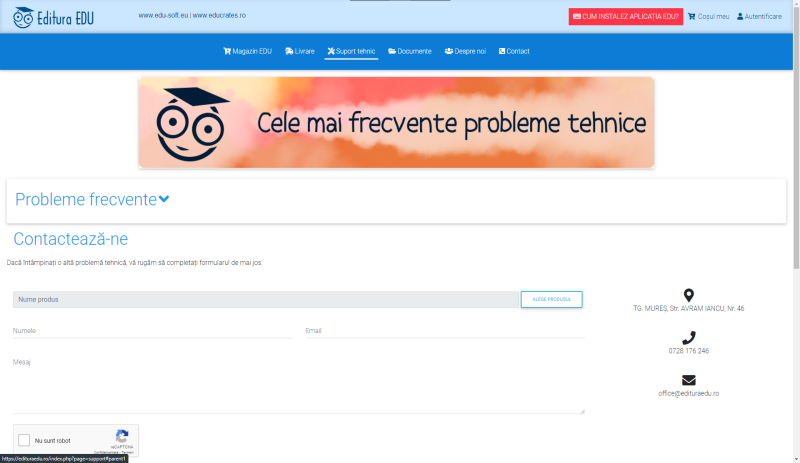 Editura EDU
www.edu-soft.eu | www.educrates.ro
CUM INSTALEZ APLICAȚIA EDU?
Coșul meu
Autentificare
Magazin EDU
Livrare
Suport tehnic
Documente
Despre noi
Contact
Cele mai frecvente probleme tehnice
Probleme frecvente
Contactează-ne
Dacă întâmpinați o altă problemă tehnică, vă rugăm să completați formularul de mai jos.
Nume produs
ALEGE PRODUSUL
Numele
Email
Mesaj
TG. MUREȘ, Str. AVRAM IANCU, Nr. 46
0728 176 246
office@edituraedu.ro
Nu sunt robot
reCAPTCHA
Confidențialitate - Termeni
https://edituraedu.ro/index.php?page=support#parent1